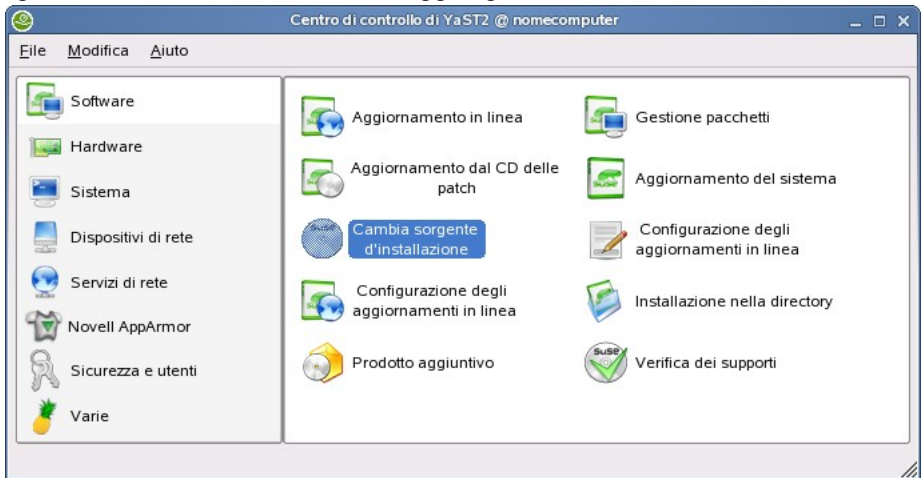 Centro di controllo di YaST2 @ nomecomputer
File Modifica Aiuto
Software
Hardware
Sistema
Dispositivi di rete
Servizi di rete
Novell AppArmor
Sicurezza e utenti
Varie
Aggiornamento in linea
Gestione pacchetti
Aggiornamento dal CD delle
patch
Aggiornamento del sistema
Cambia sorgente
d'installazione
Configurazione degli
aggiornamenti in linea
Configurazione degli
aggiornamenti in linea
Installazione nella directory
Prodotto aggiuntivo
SuSE
Verifica dei supporti